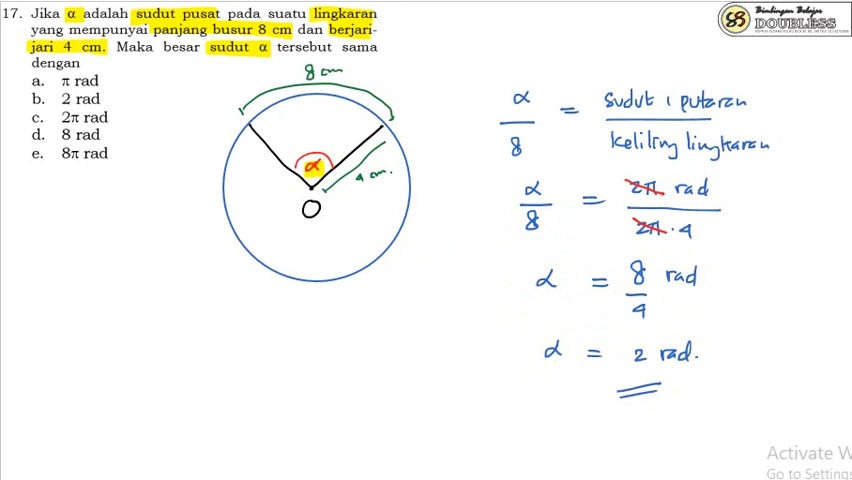 17. Jika α adalah sudut pusat pada suatu lingkaran
yang mempunyai panjang busur 8 cm dan berjari-
jari 4 cm. Maka besar sudut α tersebut sama
dengan
a. π rad
b. 2 rad
c. 2π rad
d. 8 rad
e. 8π rad
8 cm
α
4 cm.
O
α/8 = sudut 1 putaran / keliling lingkaran
α/8 = 2π rad / 2π · 4
α = 8/4 rad
α = 2 rad.
Bimbingan Belajar
DOUBLESS
Activate W
Go to Settings